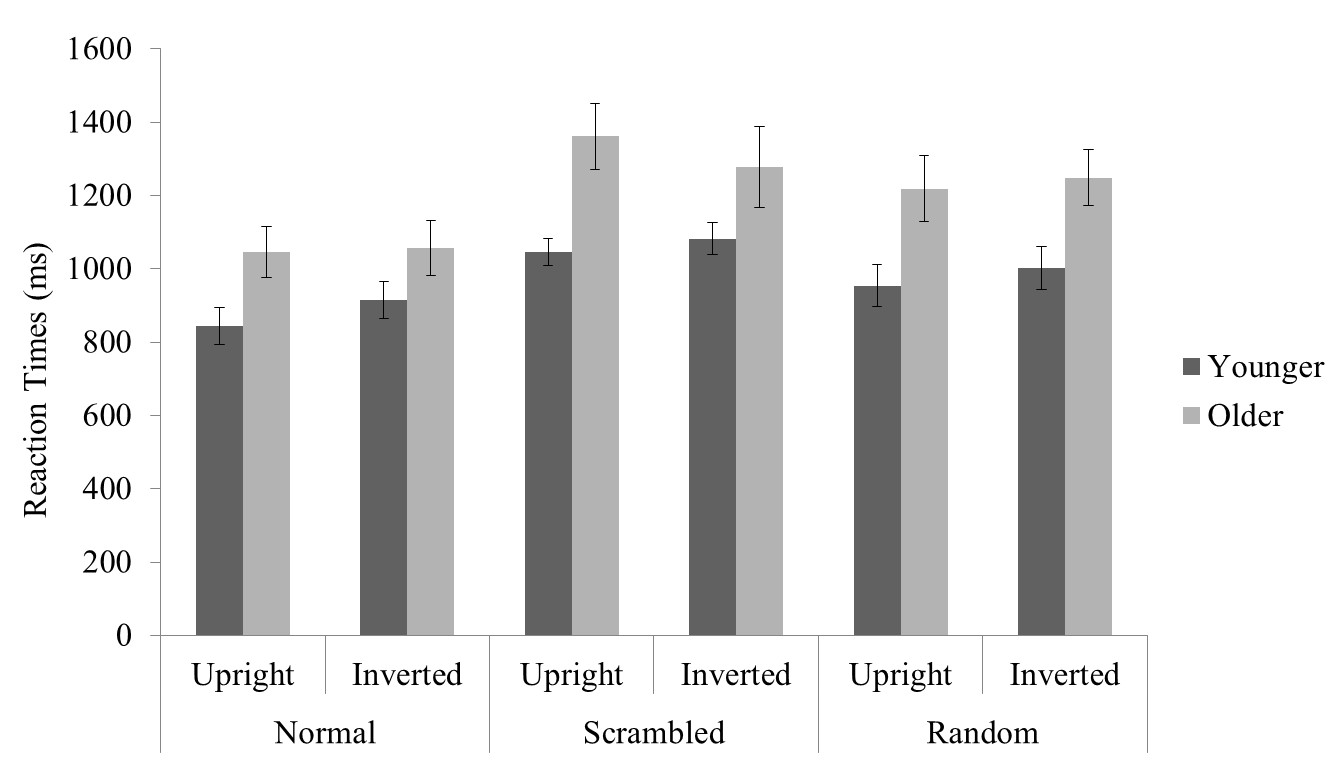 1600
1400
1200
1000
800
600
400
200
0
Reaction Times (ms)
Upright Inverted Upright Inverted Upright Inverted
Normal Scrambled Random
Younger
Older